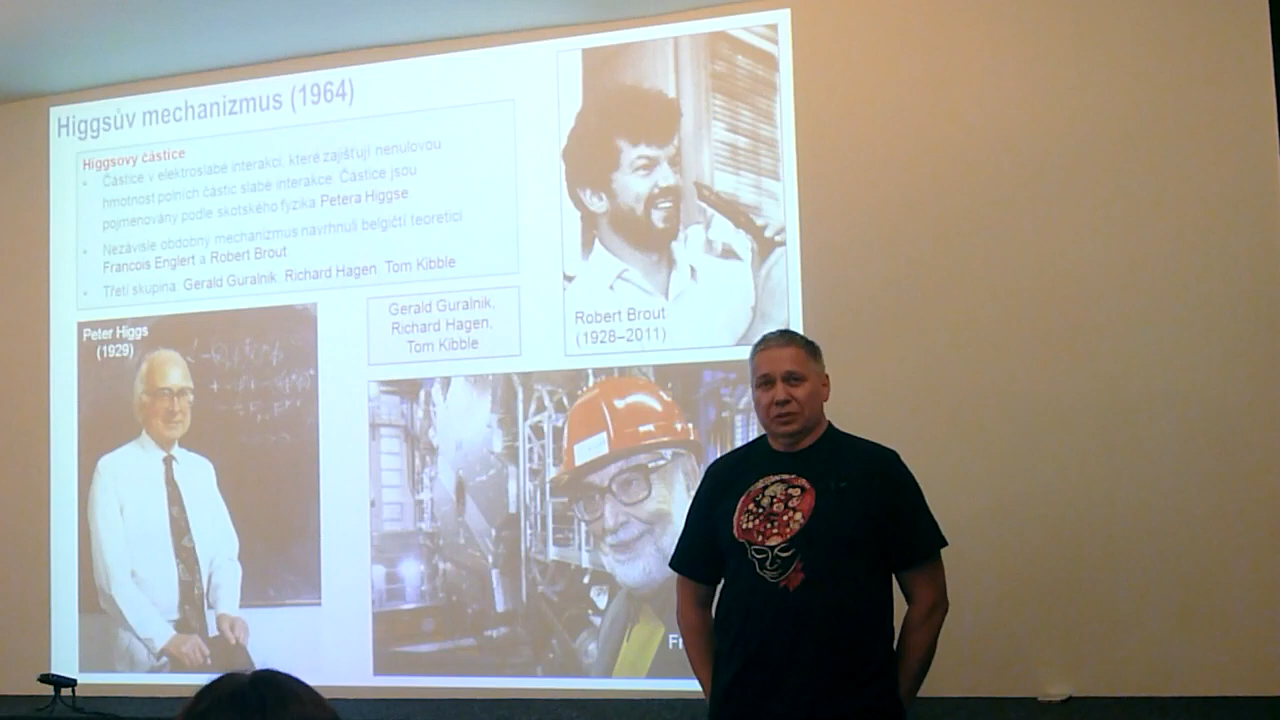 Higgsův mechanizmus (1964)
Higgsovy částice
• Částice v elektroslabé interakci, které zajišťují nenulovou
hmotnost polních částic slabé interakce. Částice jsou
pojmenovány podle skotského fyzika Petera Higgse
• Nezávisle obdobný mechanizmus navrhnuli belgičtí teoretici
Francois Englert a Robert Brout
• Třetí skupina: Gerald Guralnik, Richard Hagen, Tom Kibble
Robert Brout
(1928–2011)
Gerald Guralnik,
Richard Hagen,
Tom Kibble
Peter Higgs
(1929)